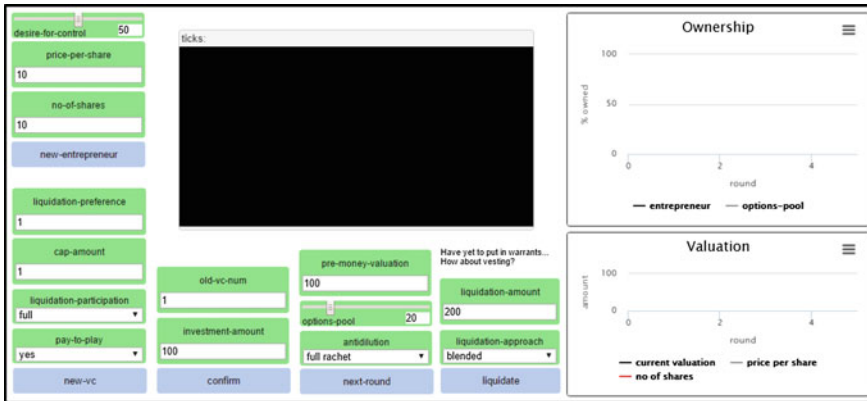 desire-for-control 50
price-per-share
10
no-of-shares
10
new-entrepreneur
liquidation-preference
1
cap-amount
1
liquidation-participation
full
pay-to-play
yes
new-vc
ticks:
old-vc-num
1
investment-amount
100
confirm
pre-money-valuation
100
options-pool 20
antidilution
full rachet
next-round
Have yet to put in warrants...
How about vesting?
liquidation-amount
200
liquidation-approach
blended
liquidate
Ownership
% owned
100
50
0
0 2 4
round
entrepreneur options-pool
Valuation
amount
100
0
0 2 4
round
current valuation price per share
no of shares